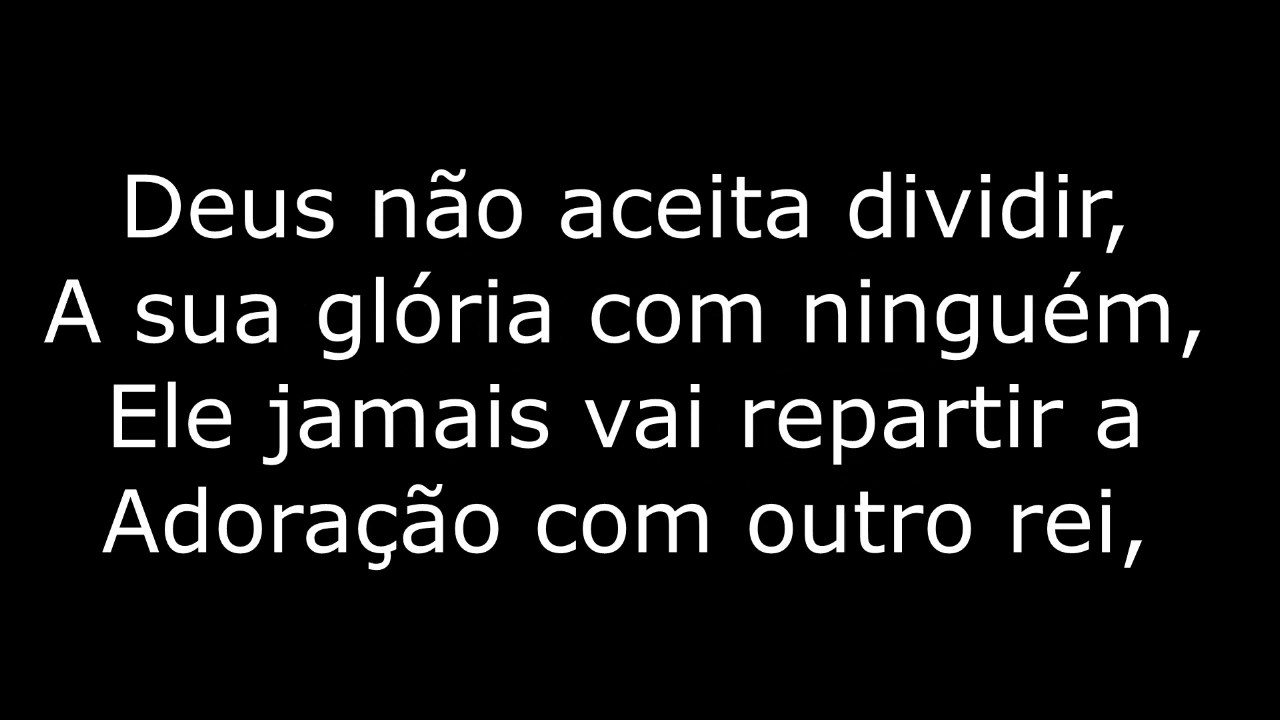 Deus não aceita dividir,
A sua glória com ninguém,
Ele jamais vai repartir a
Adoração com outro rei,